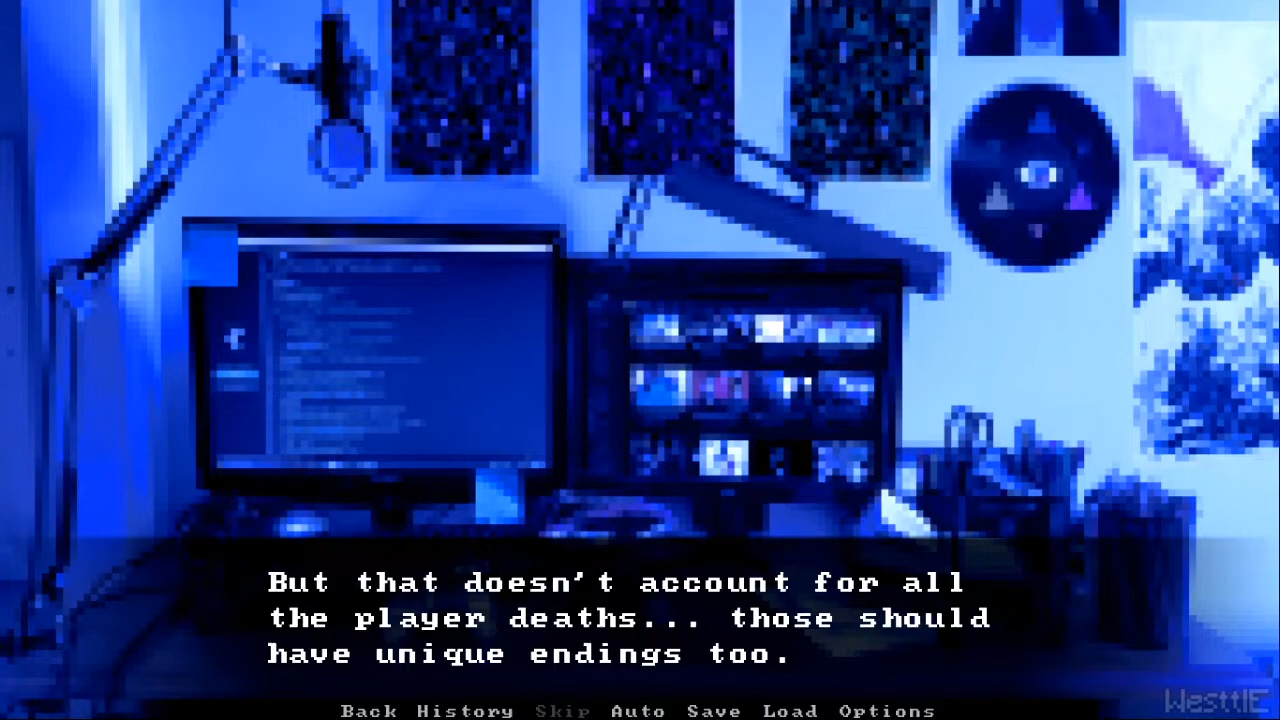 But that doesn't account for all
the player deaths... those should
have unique endings too.
Back History Skip Auto Save Load Options
WesttIE